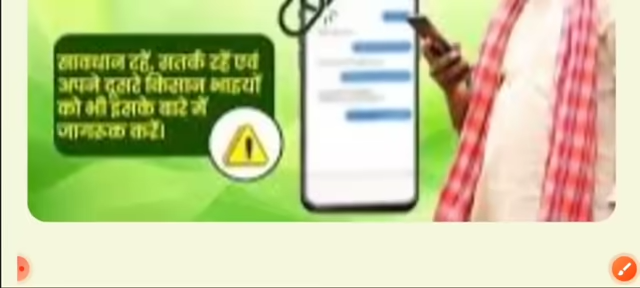 सावधान रहें, सतर्क रहें एवं
अपने दूसरे किसान भाइयों
को भी इसके बारे में
जागरूक करें।